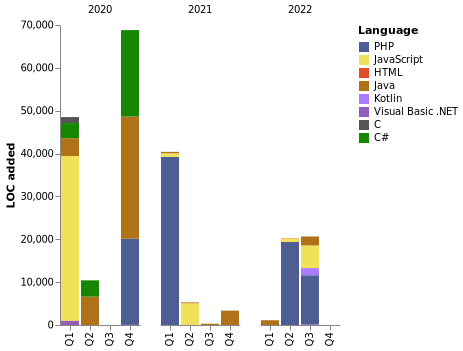 2020 2021 2022
70,000
60,000
50,000
40,000
30,000
20,000
10,000
0
LOC added
Q1 Q2 Q3 Q4 Q1 Q2 Q3 Q4 Q1 Q2 Q3 Q4
Language
PHP
JavaScript
HTML
Java
Kotlin
Visual Basic .NET
C
C#